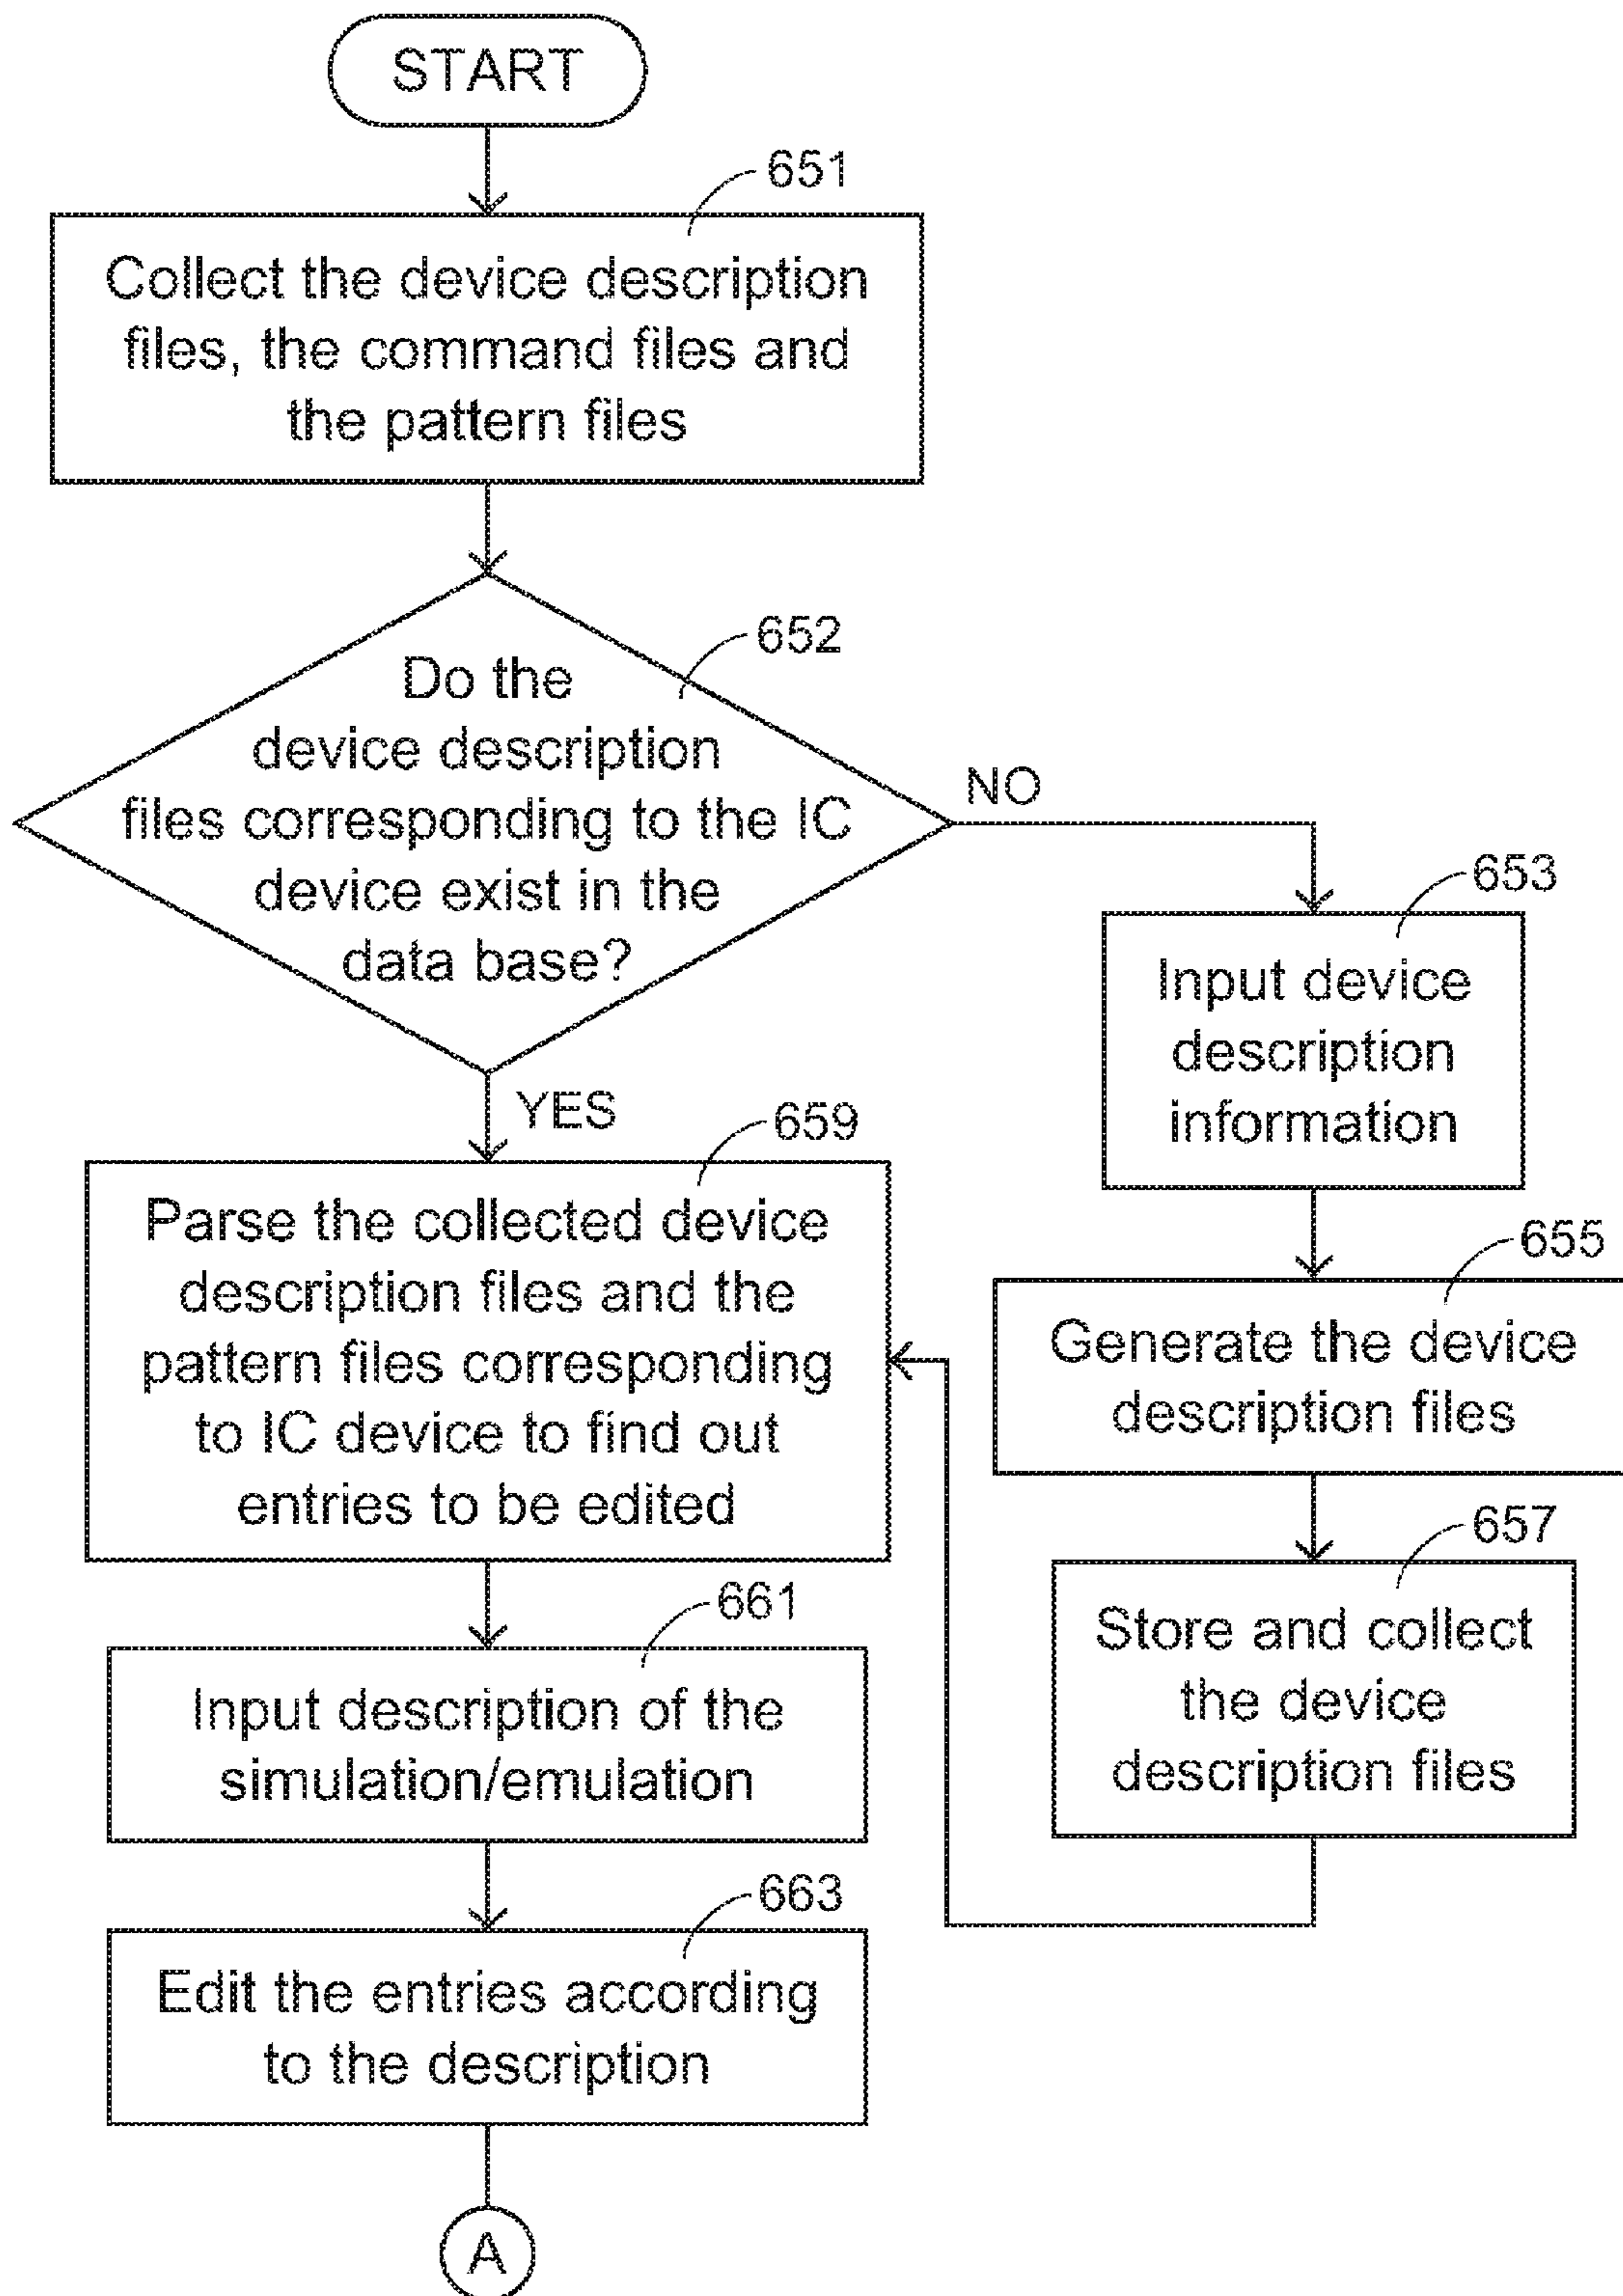 START
651
Collect the device description
files, the command files and
the pattern files
652
Do the
device description
files corresponding to the IC
device exist in the
data base?
NO
653
Input device
description
information
YES
659
Parse the collected device
description files and the
pattern files corresponding
to IC device to find out
entries to be edited
655
Generate the device
description files
657
Store and collect
the device
description files
661
Input description of the
simulation/emulation
663
Edit the entries according
to the description
A